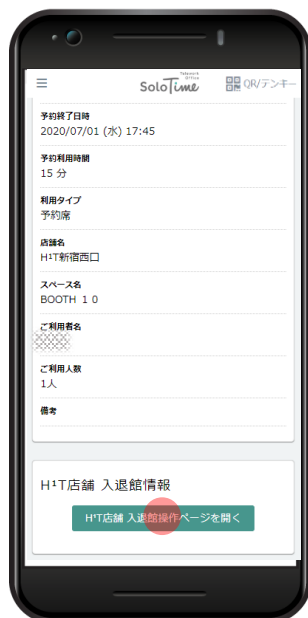 Telework
Office
SoloTime
QR/テンキー
予約終了日時
2020/07/01 (水) 17:45
予約利用時間
15 分
利用タイプ
予約席
店舗名
H¹T新宿西口
スペース名
BOOTH １０
ご利用者名
ご利用人数
1人
備考
H¹T店舗 入退館情報
H¹T店舗 入退館操作ページを開く